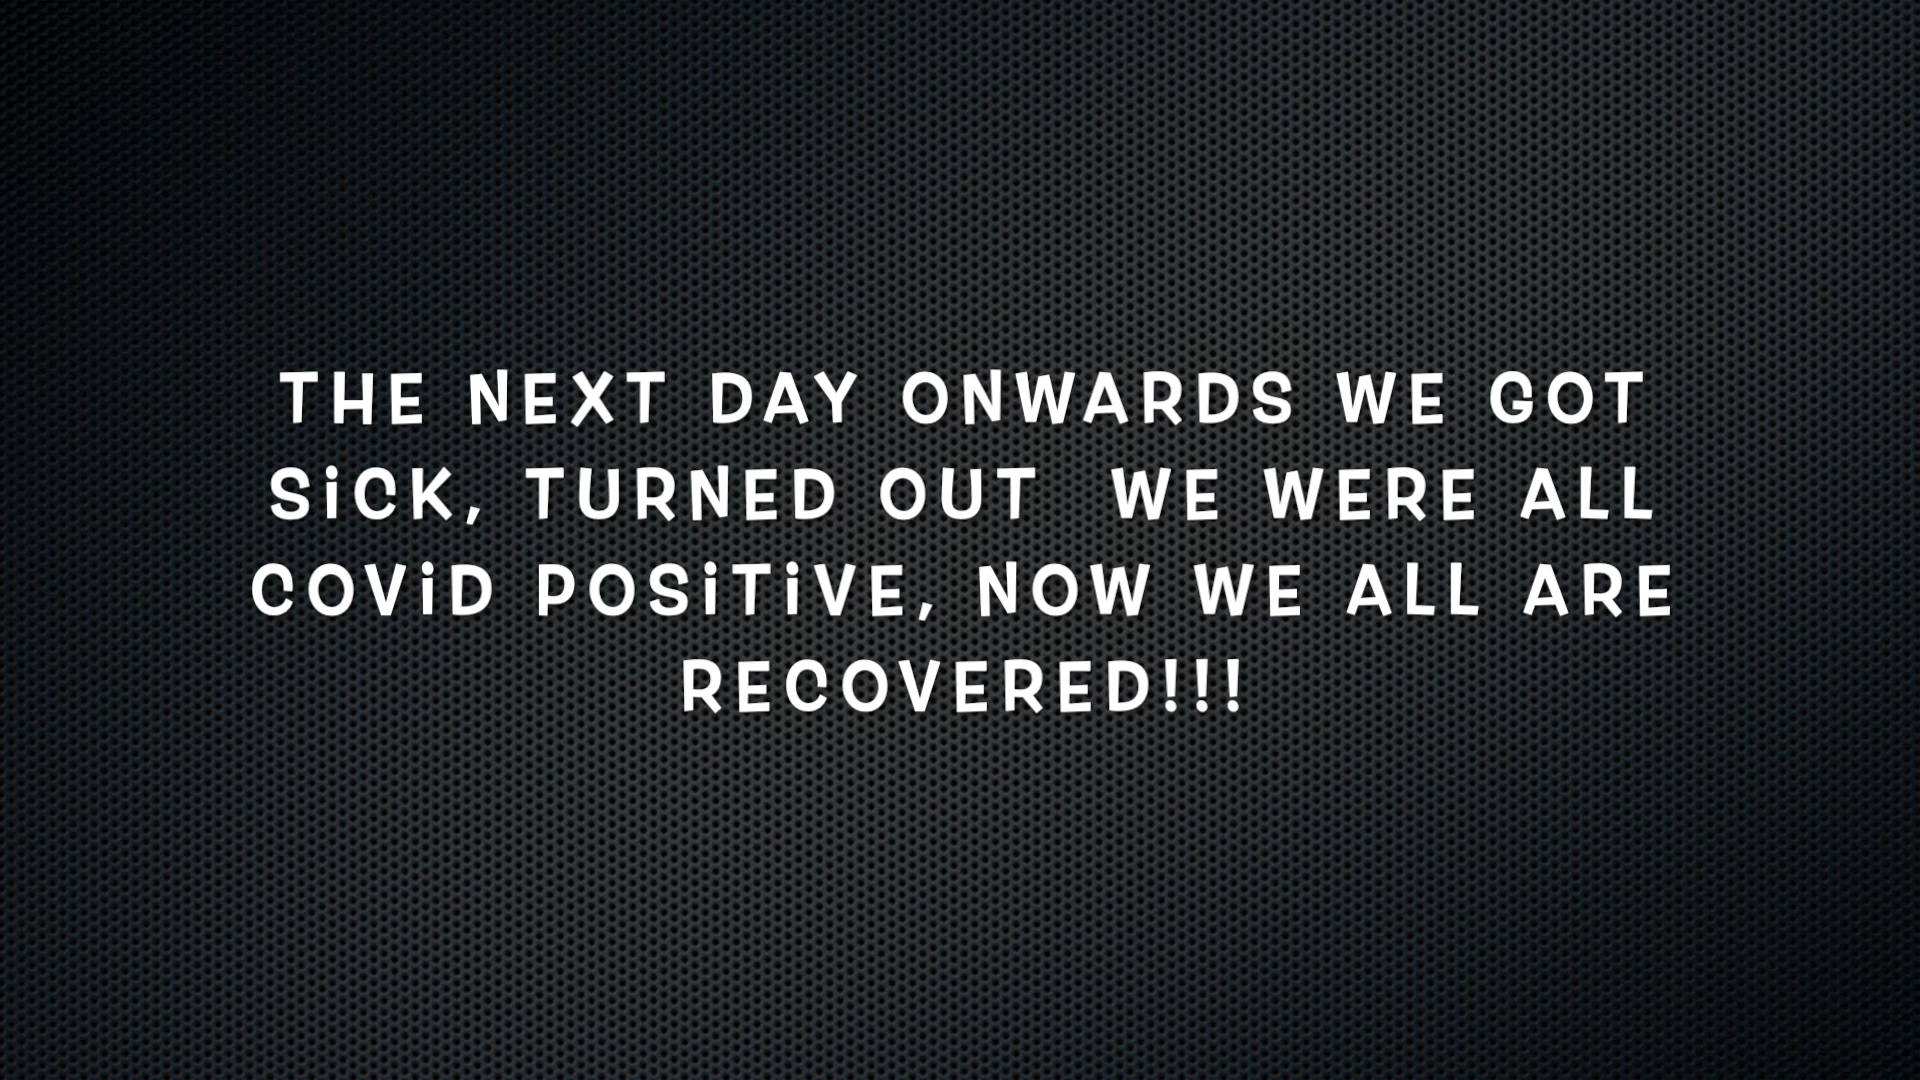 THE NEXT DAY ONWARDS WE GOT
SiCK, TURNED OUT  WE WERE ALL
COViD POSiTiVE, NOW WE ALL ARE
RECOVERED!!!